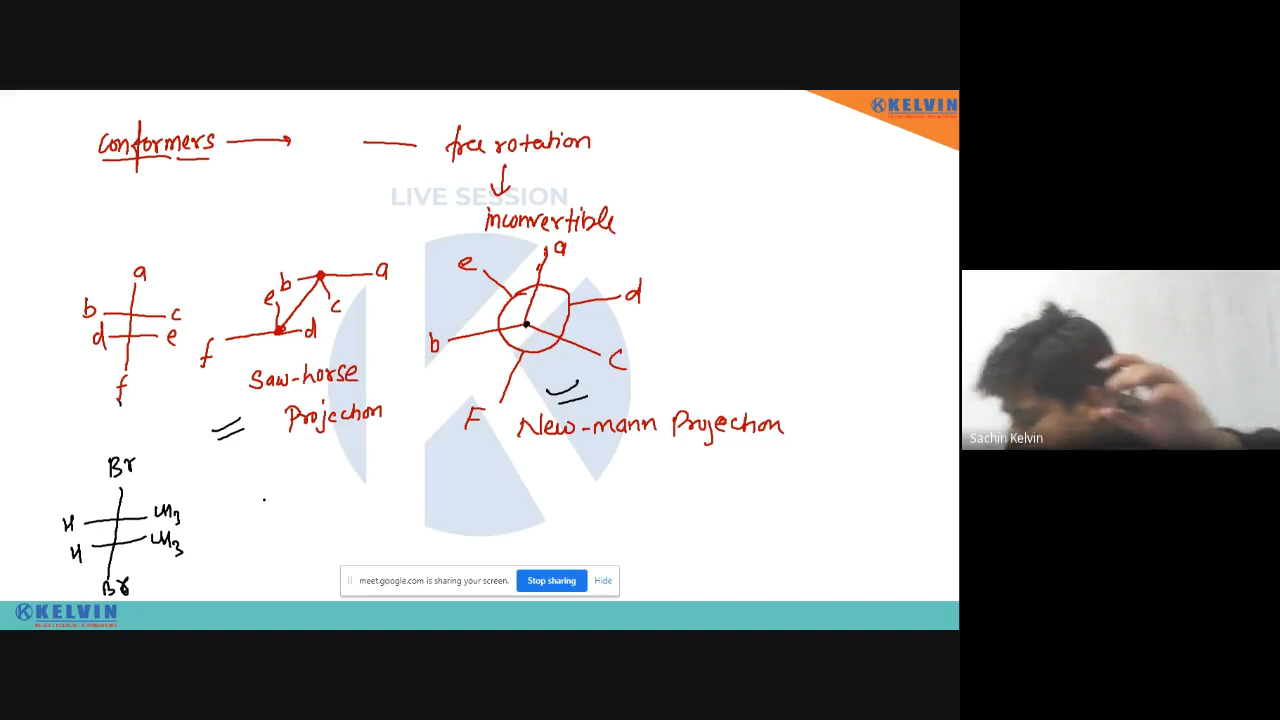 KELVIN
conformers → — free rotation
↓
LIVE SESSION
inconvertible
a
b c
d e
f
b a
e c
f d
Saw-horse
Projection
a
e d
b C
F
New-mann Projection
Br
H CH3
H CH3
Br
meet.google.com is sharing your screen. Stop sharing Hide
KELVIN
Sachin Kelvin